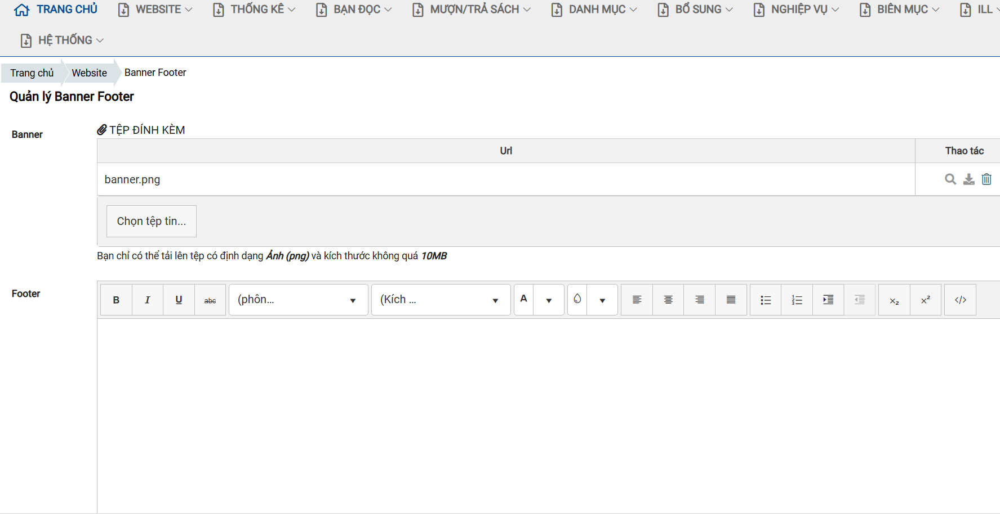 TRANG CHỦ WEBSITE THỐNG KÊ BẠN ĐỌC MƯỢN/TRẢ SÁCH DANH MỤC BỔ SUNG NGHIỆP VỤ BIÊN MỤC ILL
HỆ THỐNG
Trang chủ Website Banner Footer
Quản lý Banner Footer
Banner
TỆP ĐÍNH KÈM
Url Thao tác
banner.png
Chọn tệp tin...
Bạn chỉ có thể tải lên tệp có định dạng Ảnh (png) và kích thước không quá 10MB
Footer
B I U abc (phôn... (Kích ... A x₂ x² </>